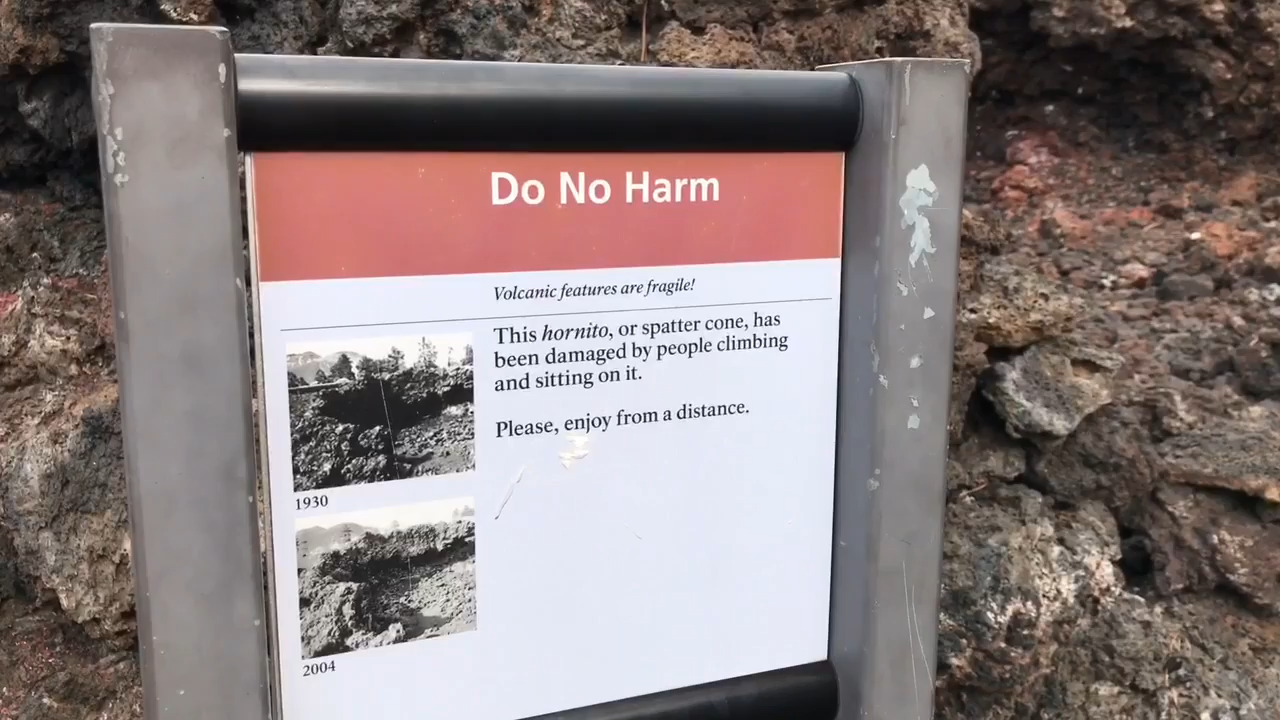 Do No Harm
Volcanic features are fragile!
This hornito, or spatter cone, has
been damaged by people climbing
and sitting on it.
Please, enjoy from a distance.
1930
2004